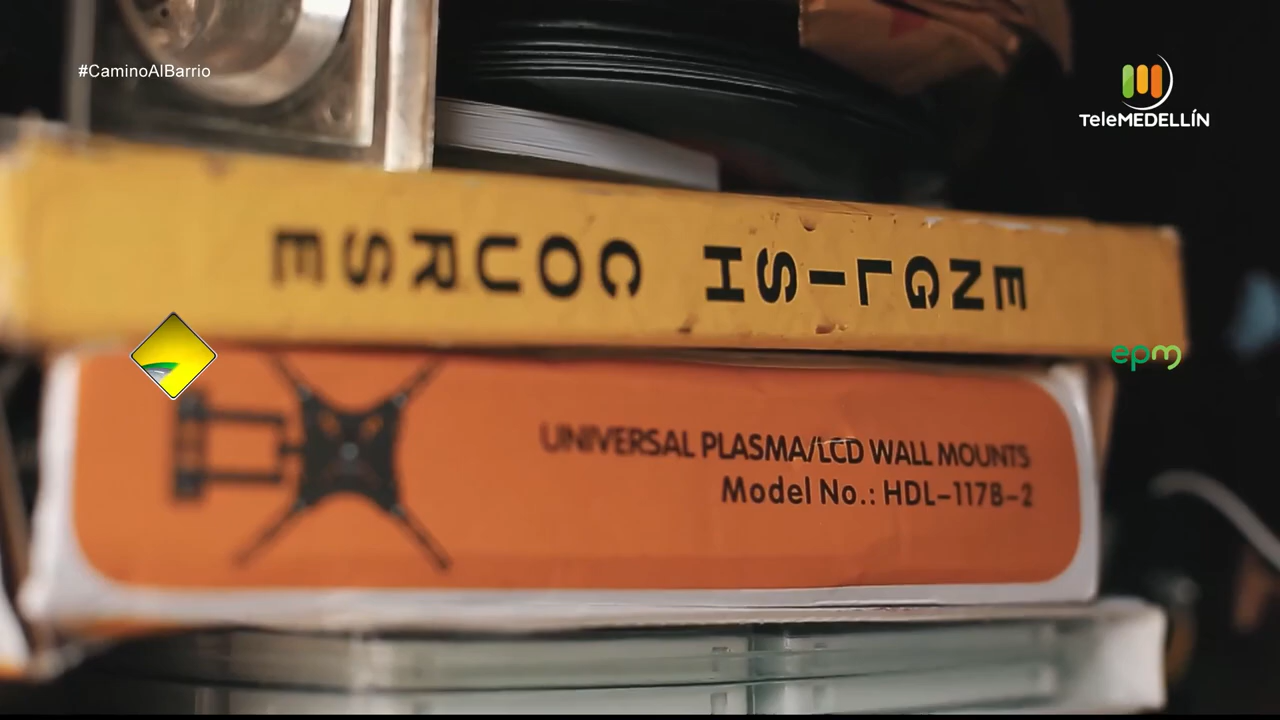 #CaminoAlBarrio
TeleMEDELLÍN
ENGLISH COURSE
epm
UNIVERSAL PLASMA/LCD WALL MOUNTS
Model No.: HDL-117B-2